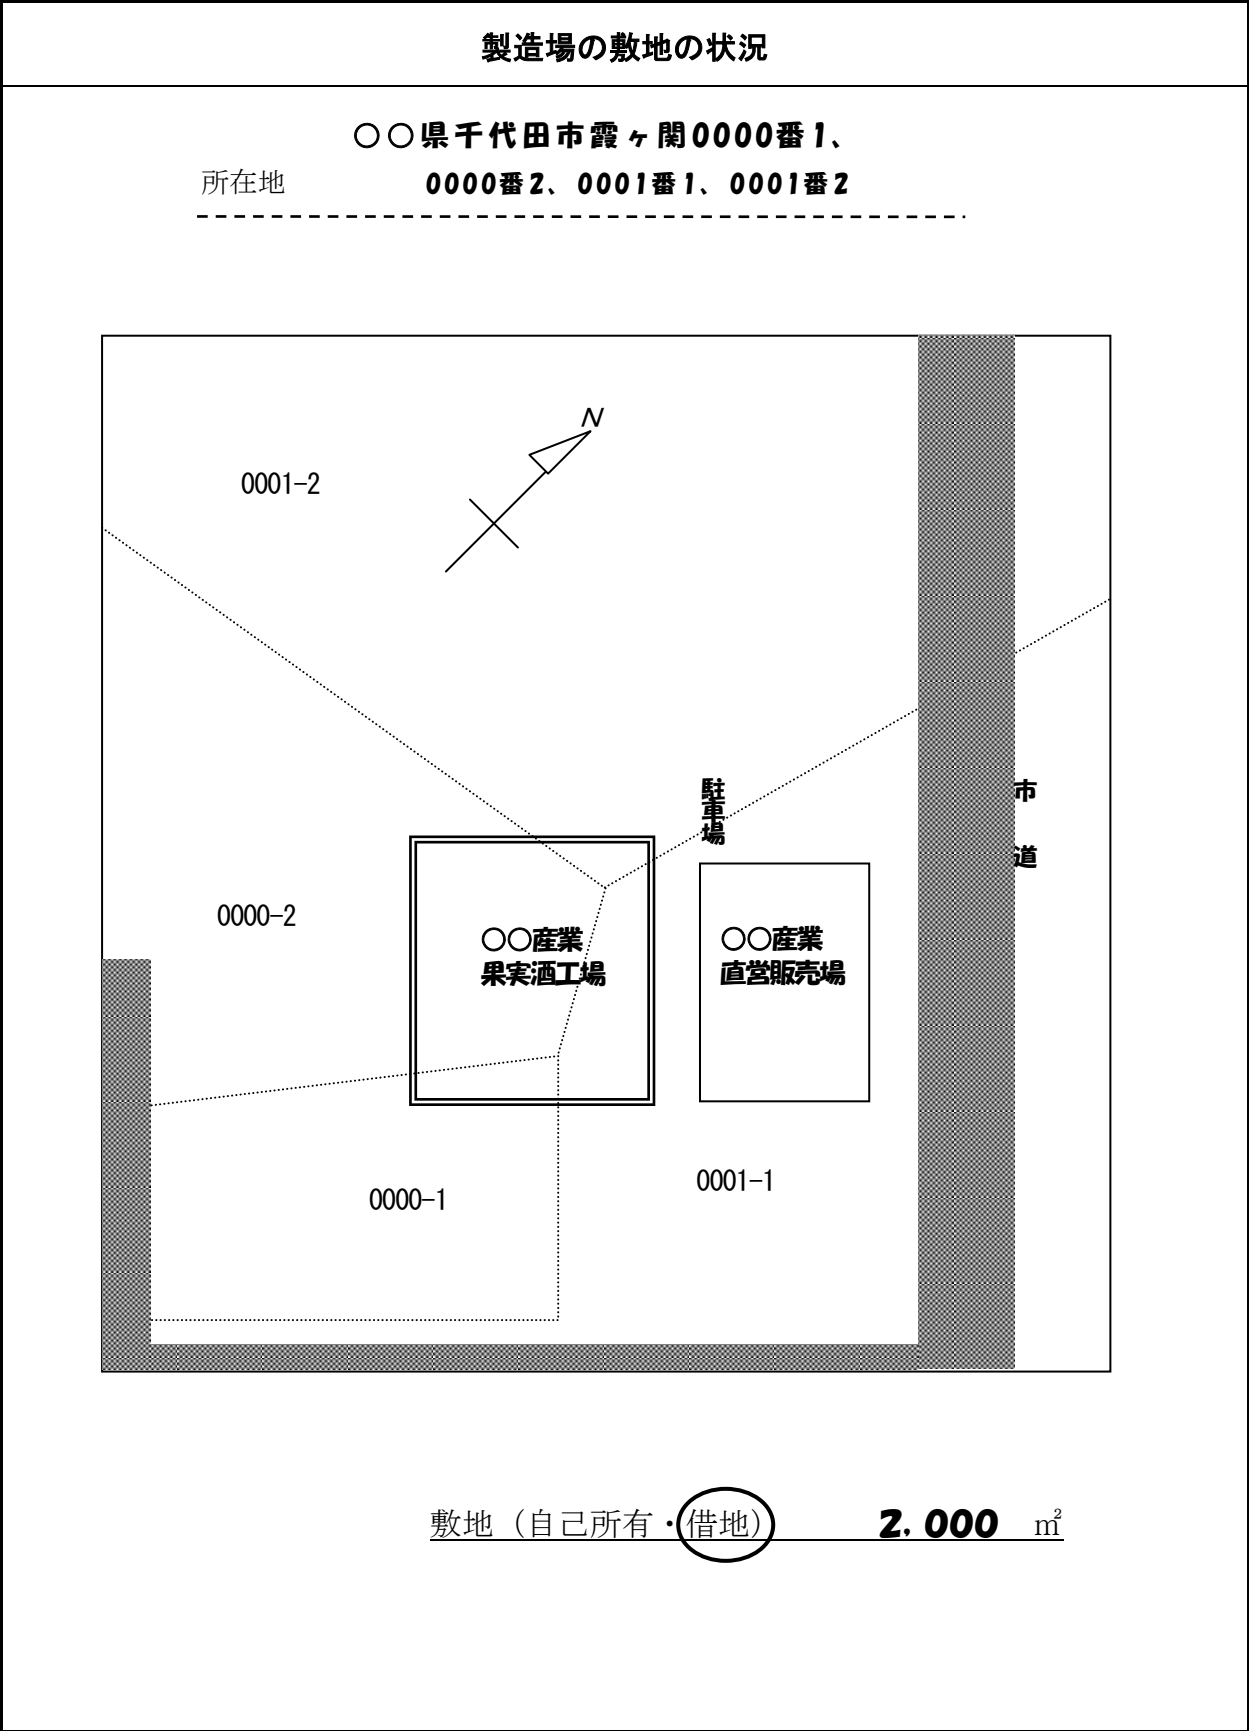 製造場の敷地の状況
○○県千代田市霞ヶ関0000番1、
所在地 0000番2、0001番1、0001番2
N
0001-2
駐車場
市道
0000-2
○○産業
果実酒工場
○○産業
直営販売場
0000-1
0001-1
敷地（自己所有・借地） 2,000 ㎡